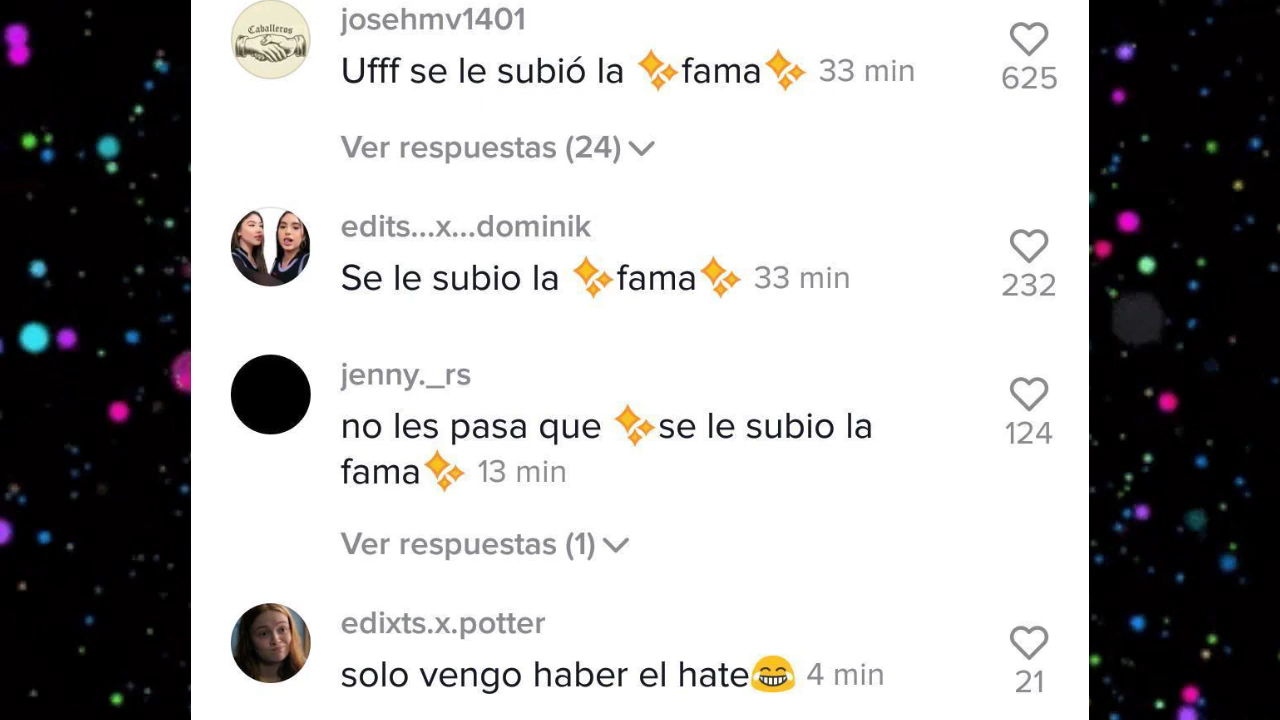 Caballeros
josehmv1401
Ufff se le subió la ✨fama✨ 33 min
625
Ver respuestas (24)
edits...x...dominik
Se le subio la ✨fama✨ 33 min
232
jenny._rs
no les pasa que ✨se le subio la
fama✨ 13 min
124
Ver respuestas (1)
edixts.x.potter
solo vengo haber el hate😂 4 min
21